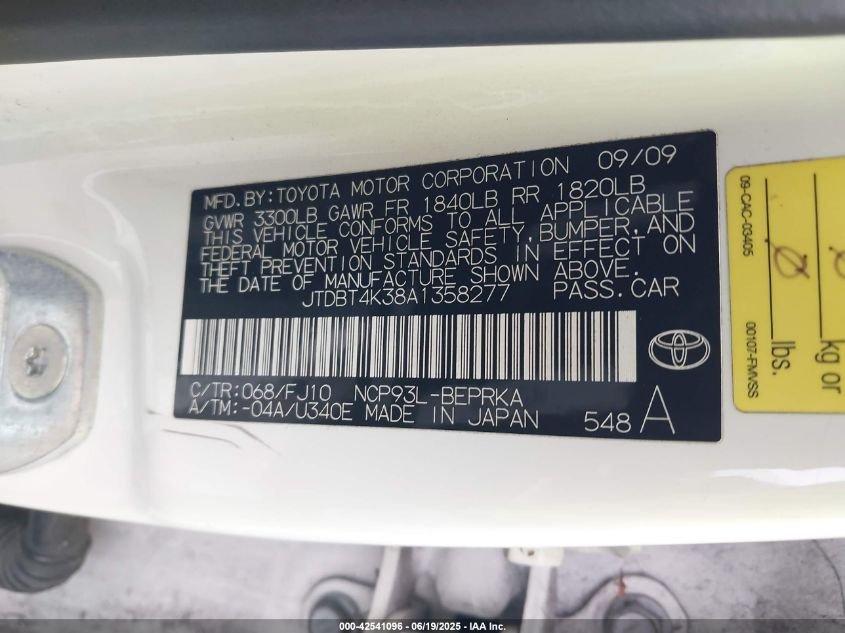 MFD.BY:TOYOTA MOTOR CORPORATION 09/09
GVWR 3300LB GAWR FR 1840LB RR 1820LB
THIS VEHICLE CONFORMS TO ALL APPLICABLE
FEDERAL MOTOR VEHICLE SAFETY,BUMPER,AND
THEFT PREVENTION STANDARDS IN EFFECT ON
THE DATE OF MANUFACTURE SHOWN ABOVE.
JTDBT4K38A1358277 PASS.CAR
C/TR:068/FJ10 NCP93L-BEPRKA
A/TM:-04A/U340E MADE IN JAPAN
548 A
09-CAC-03405
00107-FMVSS
lbs.
kg or
000-42541096 - 06/19/2025 - IAA Inc.